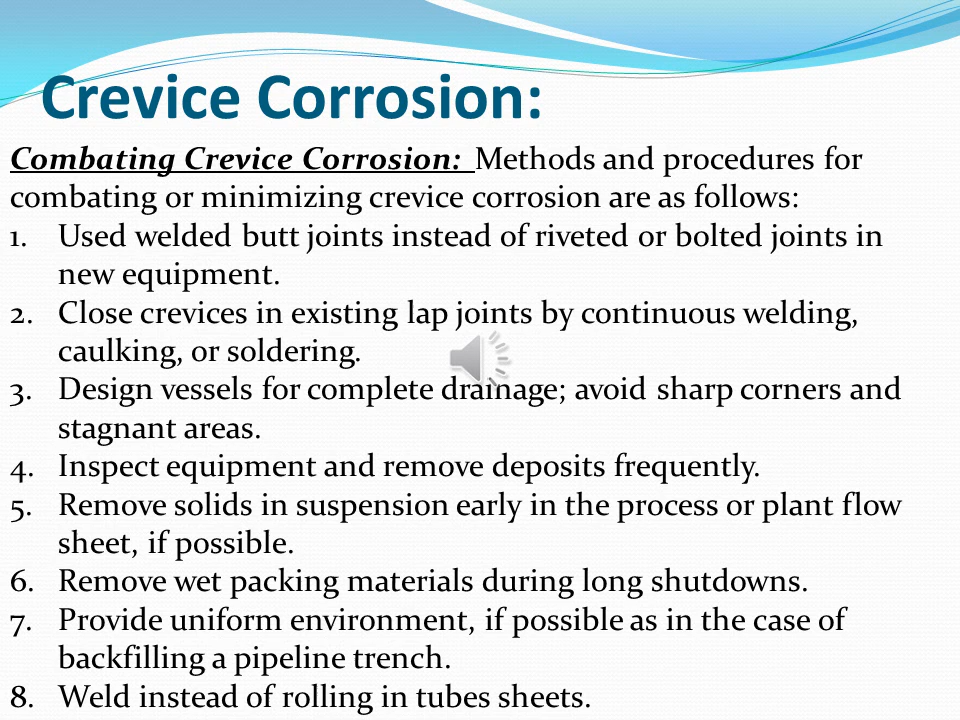 Crevice Corrosion:
Combating Crevice Corrosion: Methods and procedures for
combating or minimizing crevice corrosion are as follows:
1. Used welded butt joints instead of riveted or bolted joints in
new equipment.
2. Close crevices in existing lap joints by continuous welding,
caulking, or soldering.
3. Design vessels for complete drainage; avoid sharp corners and
stagnant areas.
4. Inspect equipment and remove deposits frequently.
5. Remove solids in suspension early in the process or plant flow
sheet, if possible.
6. Remove wet packing materials during long shutdowns.
7. Provide uniform environment, if possible as in the case of
backfilling a pipeline trench.
8. Weld instead of rolling in tubes sheets.